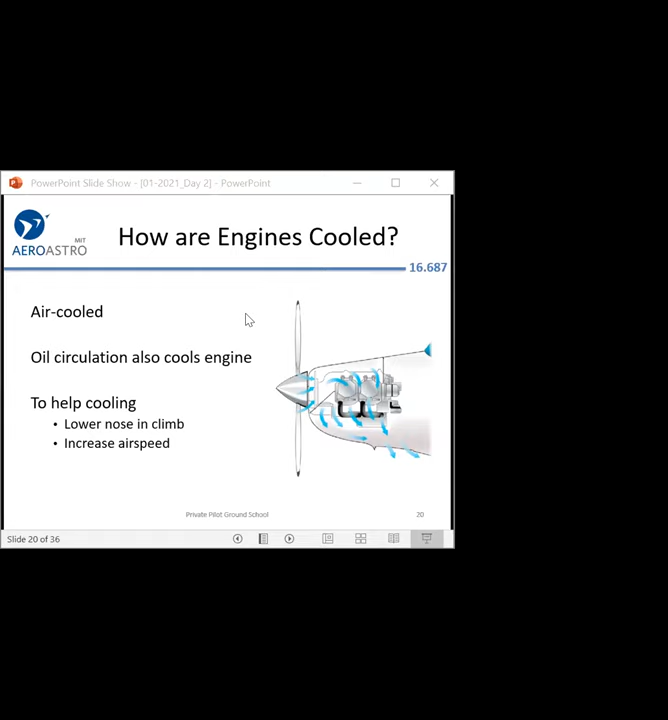 PowerPoint Slide Show - [01-2021_Day 2] - PowerPoint
MIT
AEROASTRO
How are Engines Cooled?
16.687
Air-cooled
Oil circulation also cools engine
To help cooling
• Lower nose in climb
• Increase airspeed
Private Pilot Ground School
20
Slide 20 of 36